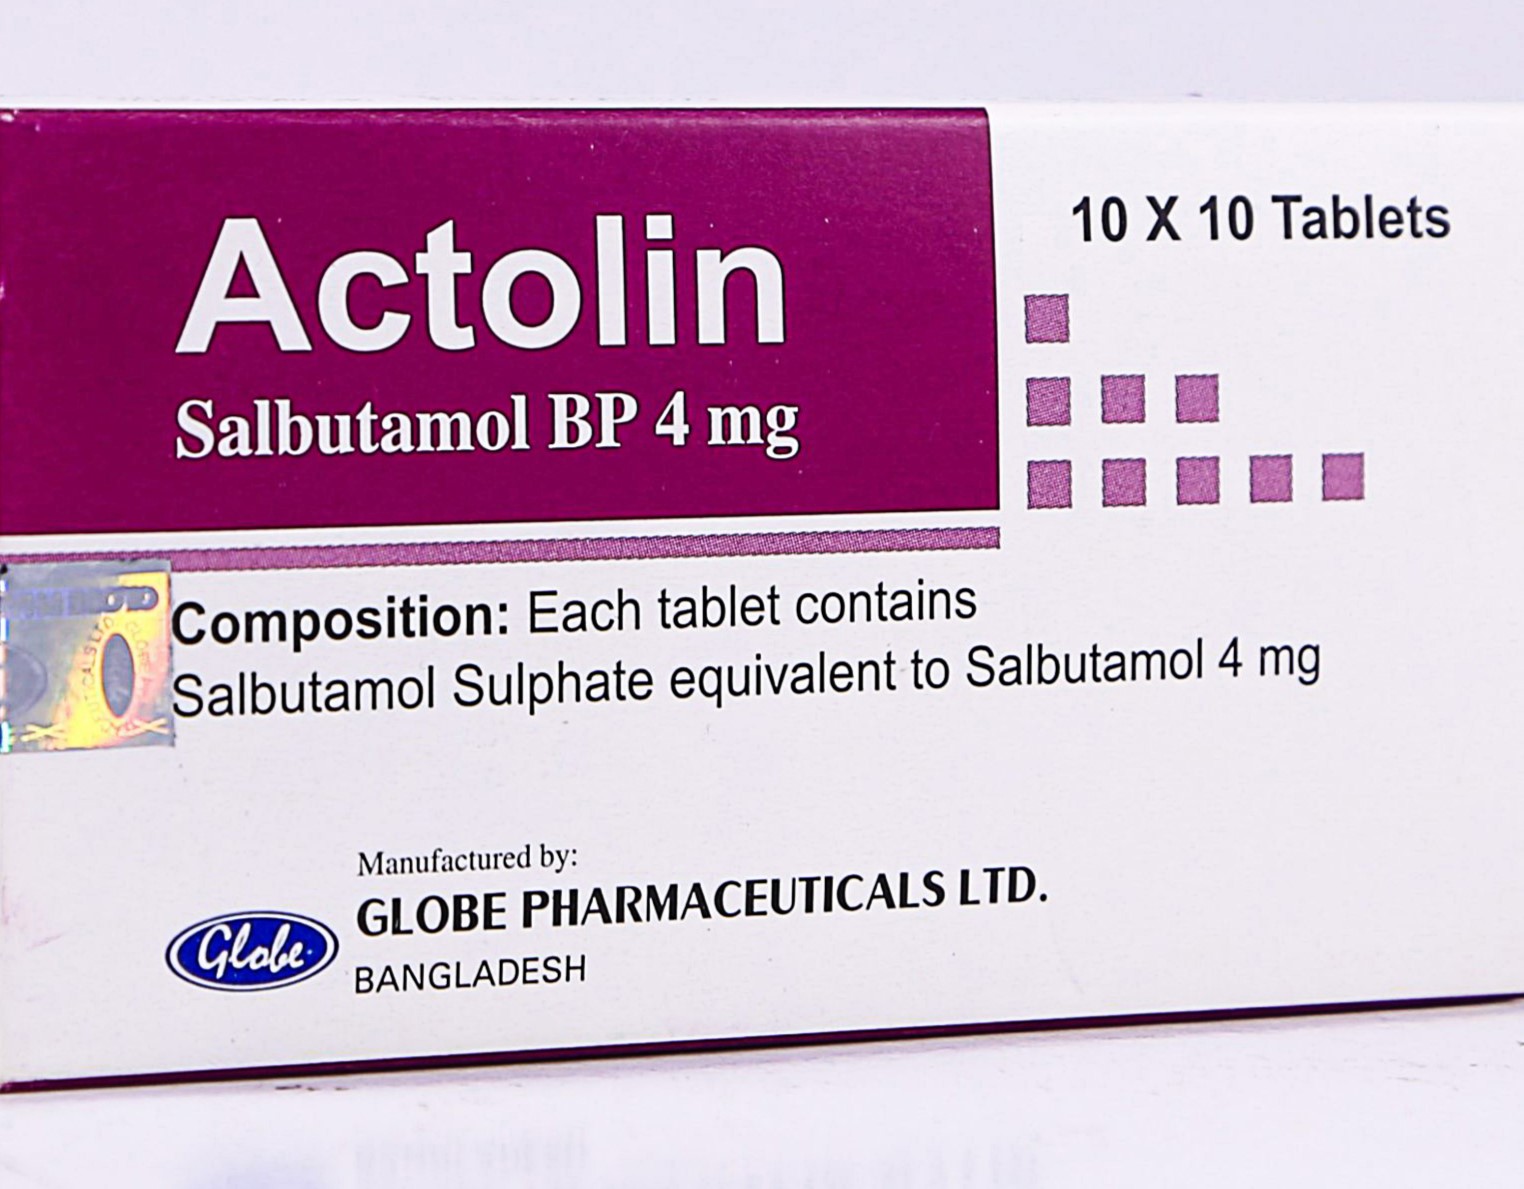 Actolin
Salbutamol BP 4 mg
10 X 10 Tablets
Composition: Each tablet contains
Salbutamol Sulphate equivalent to Salbutamol 4 mg
Manufactured by:
GLOBE PHARMACEUTICALS LTD.
BANGLADESH
Globe